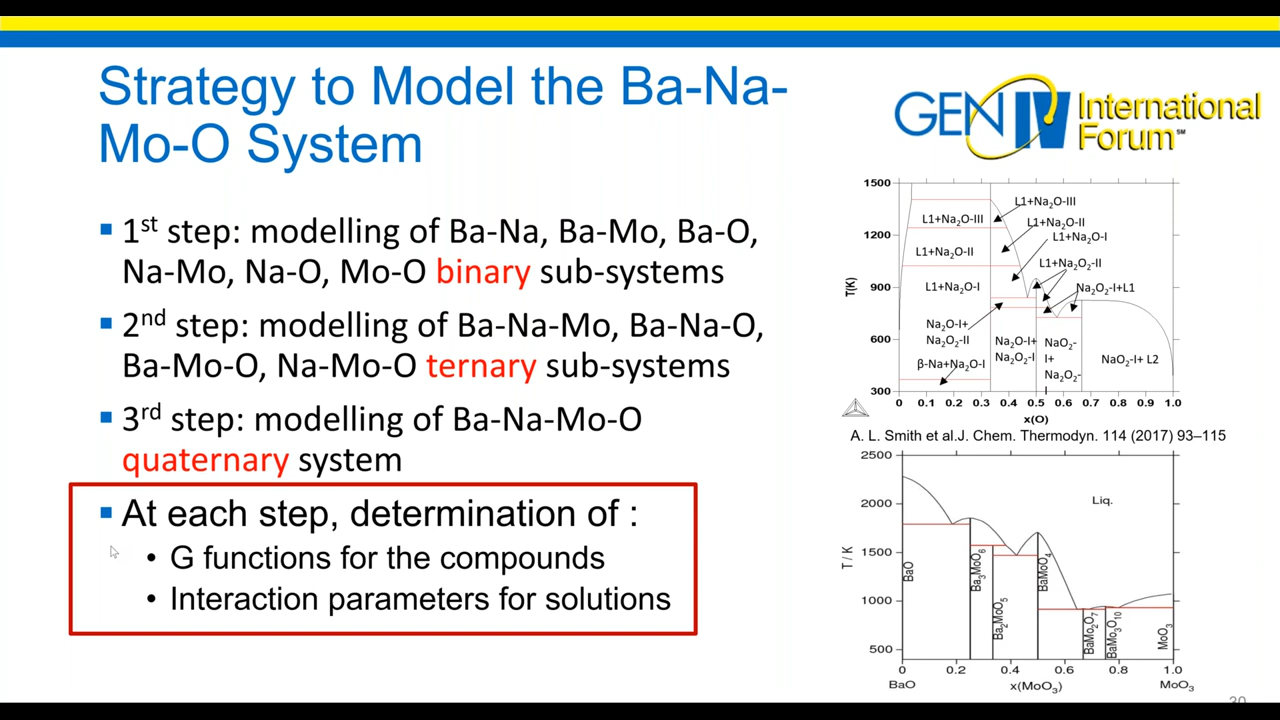 Strategy to Model the Ba-Na-
Mo-O System
GEN IV International
Forum℠
▪ 1st step: modelling of Ba-Na, Ba-Mo, Ba-O,
Na-Mo, Na-O, Mo-O binary sub-systems
▪ 2nd step: modelling of Ba-Na-Mo, Ba-Na-O,
Ba-Mo-O, Na-Mo-O ternary sub-systems
▪ 3rd step: modelling of Ba-Na-Mo-O
quaternary system
▪ At each step, determination of :
• G functions for the compounds
• Interaction parameters for solutions
1500
1200
900
600
300
T(K)
L1+Na₂O-III
L1+Na₂O-III
L1+Na₂O-II
L1+Na₂O-I
L1+Na₂O-II
L1+Na₂O₂-II
L1+Na₂O-I
Na₂O₂-I+L1
Na₂O-I+
Na₂O₂-II
Na₂O-I+
Na₂O₂-I
NaO₂-
I+
Na₂O₂-
β-Na+Na₂O-I
NaO₂-I+ L2
0 0.1 0.2 0.3 0.4 0.5 0.6 0.7 0.8 0.9 1.0
x(O)
A. L. Smith et al.J. Chem. Thermodyn. 114 (2017) 93–115
2500
2000
1500
1000
500
T / K
Liq.
BaO
Ba₃MoO₆
Ba₂MoO₅
BaMoO₄
BaMo₂O₇
BaMo₃O₁₀
MoO₃
0 0.2 0.4 0.6 0.8 1.0
BaO x(MoO₃) MoO₃